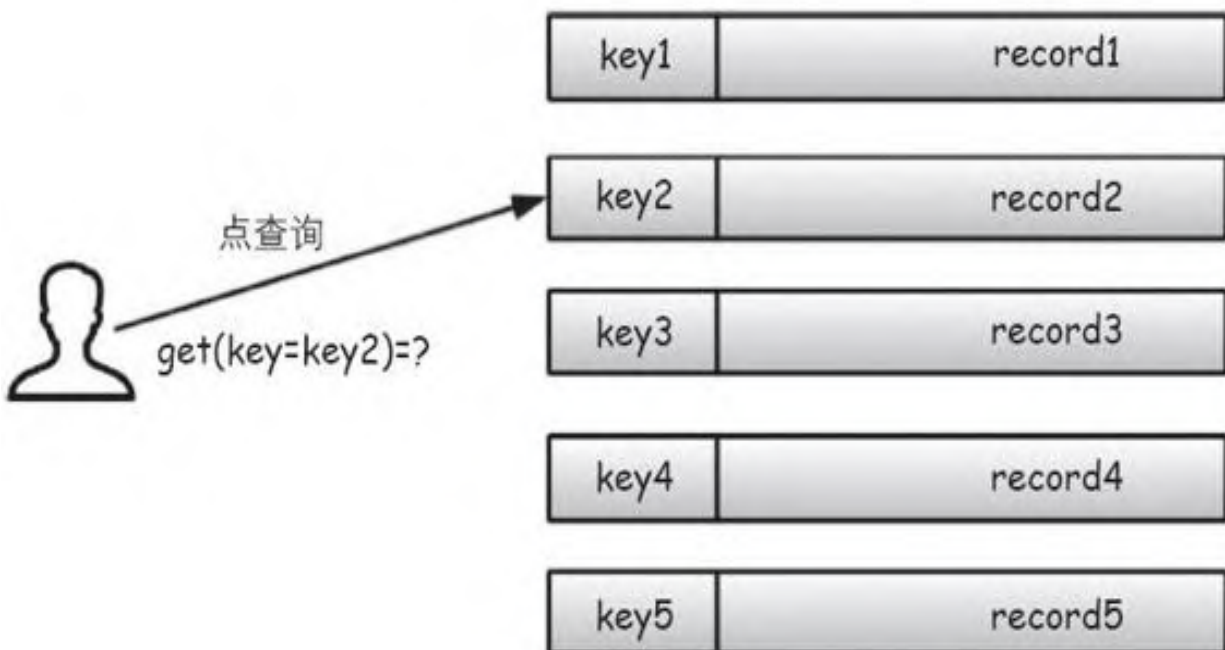 key1 record1
key2 record2
点查询
get(key=key2)=?
key3 record3
key4 record4
key5 record5